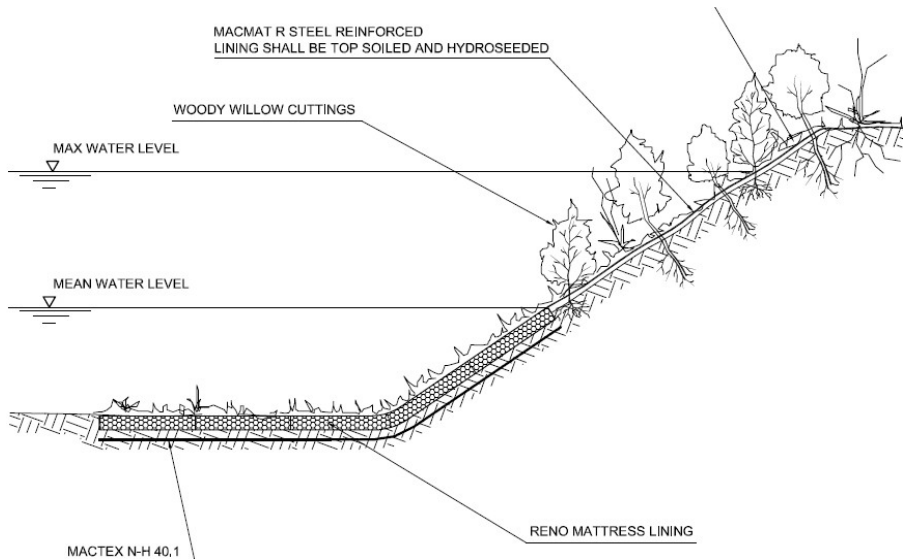 MACMAT R STEEL REINFORCED
LINING SHALL BE TOP SOILED AND HYDROSEEDED
WOODY WILLOW CUTTINGS
MAX WATER LEVEL
MEAN WATER LEVEL
RENO MATTRESS LINING
MACTEX N-H 40,1